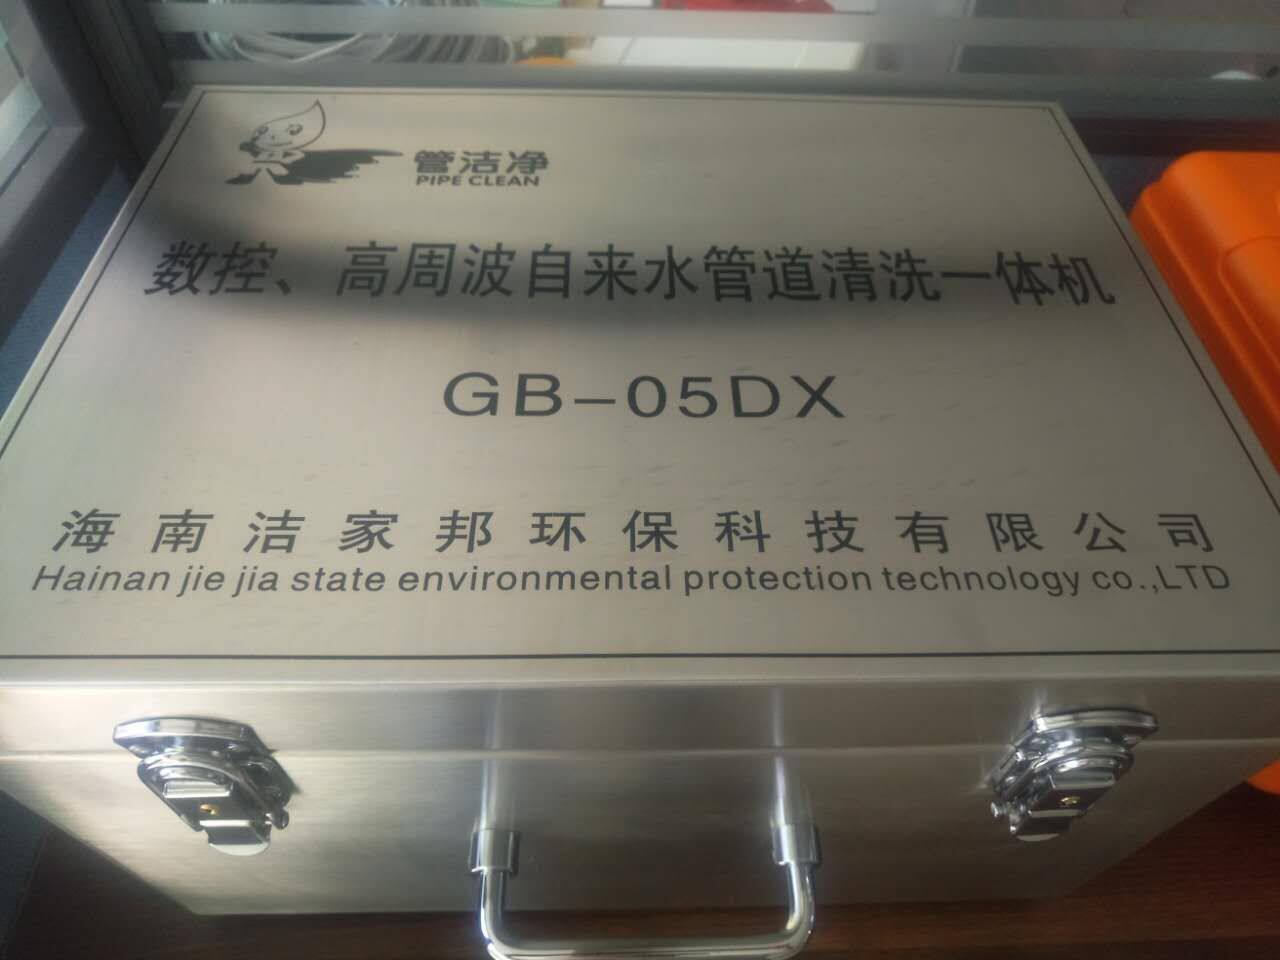 管洁净
PIPE CLEAN
数控、高周波自来水管道清洗一体机
GB-05DX
海南洁家邦环保科技有限公司
Hainan jie jia state environmental protection technology co.,LTD